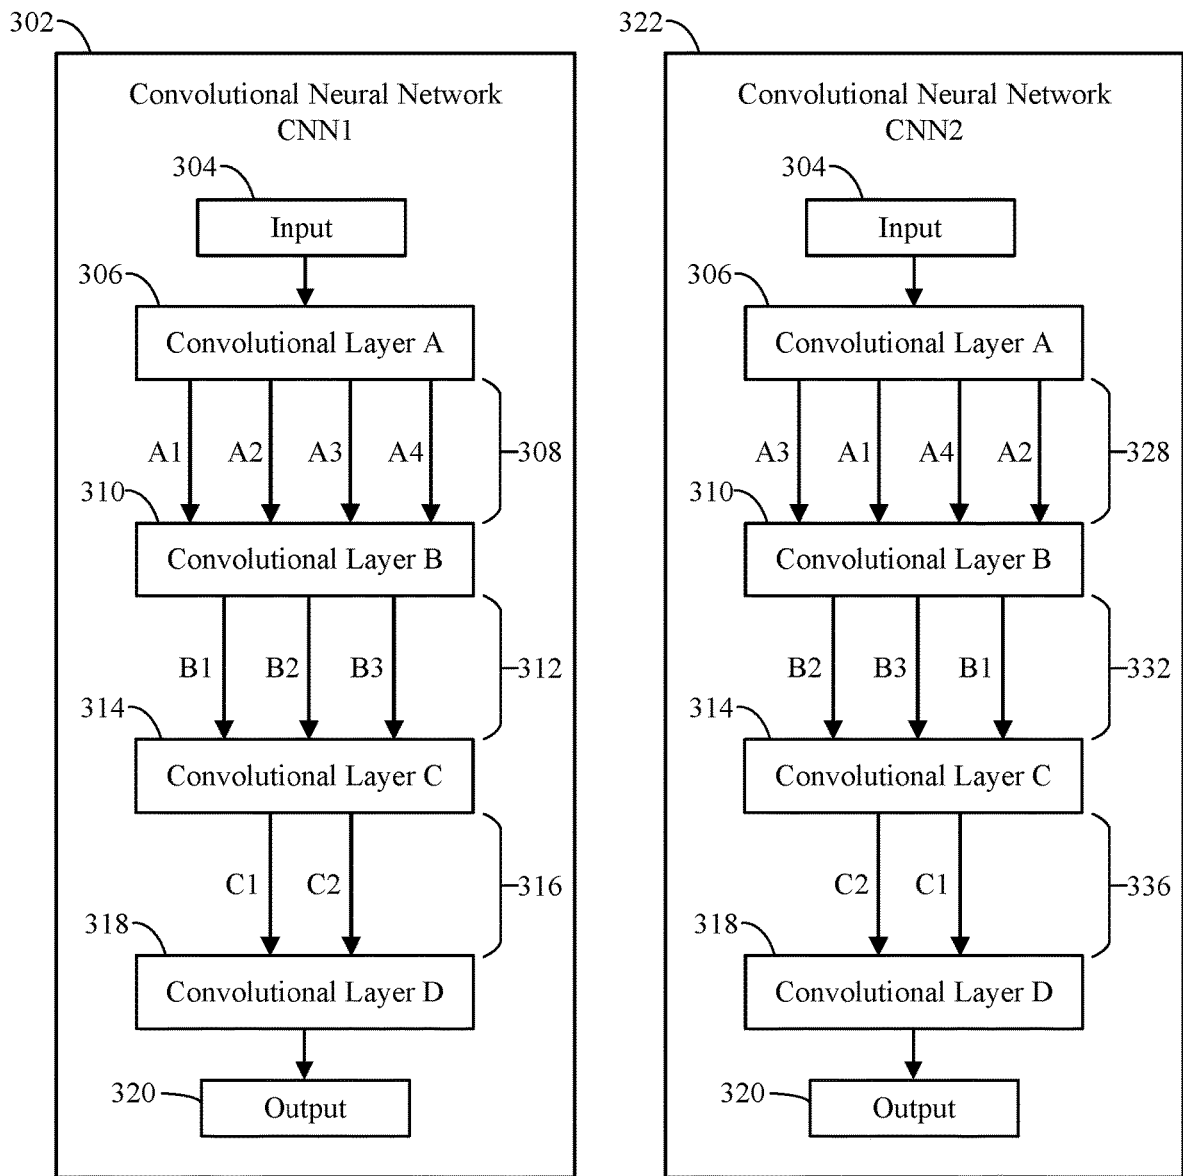 302
Convolutional Neural Network
CNN1
304
Input
306
Convolutional Layer A
A1 A2 A3 A4
308
310
Convolutional Layer B
B1 B2 B3
312
314
Convolutional Layer C
C1 C2
316
318
Convolutional Layer D
320
Output
322
Convolutional Neural Network
CNN2
304
Input
306
Convolutional Layer A
A3 A1 A4 A2
328
310
Convolutional Layer B
B2 B3 B1
332
314
Convolutional Layer C
C2 C1
336
318
Convolutional Layer D
320
Output